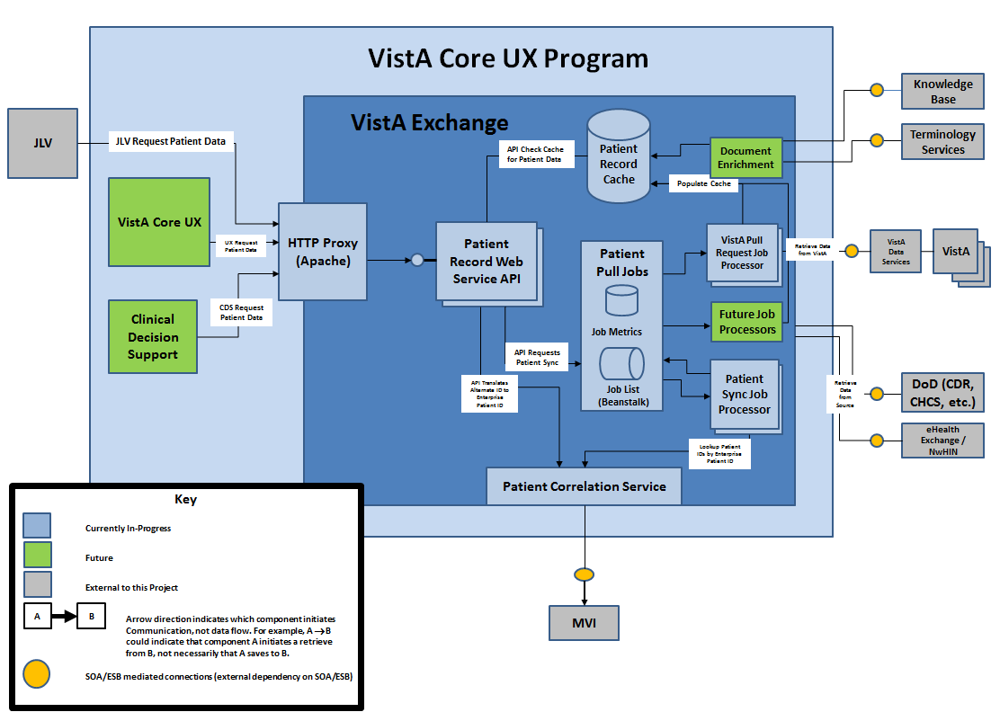 VistA Core UX Program
VistA Exchange
JLV
JLV Request Patient Data
VistA Core UX
UX Request
Patient Data
Clinical
Decision
Support
CDS Request
Patient Data
HTTP Proxy
(Apache)
API Check Cache
for Patient Data
Patient
Record Web
Service API
API Requests
Patient Sync
API Translates
Alternate ID to
Enterprise
Patient ID
Patient
Record
Cache
Populate Cache
Document
Enrichment
Patient
Pull Jobs
Job Metrics
Job List
(Beanstalk)
VistA Pull
Request Job
Processor
Future Job
Processors
Patient
Sync Job
Processor
Lookup Patient
IDs by Enterprise
Patient ID
Patient Correlation Service
MVI
Retrieve Data
from VistA
Retrieve
Data
from
Source
Knowledge
Base
Terminology
Services
VistA
Data
Services
VistA
DoD (CDR,
CHCS, etc.)
eHealth
Exchange /
NwHIN
Key
Currently In-Progress
Future
External to this Project
A
B
Arrow direction indicates which component initiates
Communication, not data flow. For example, A →B
could indicate that component A initiates a retrieve
from B, not necessarily that A saves to B.
SOA/ESB mediated connections (external dependency on SOA/ESB)